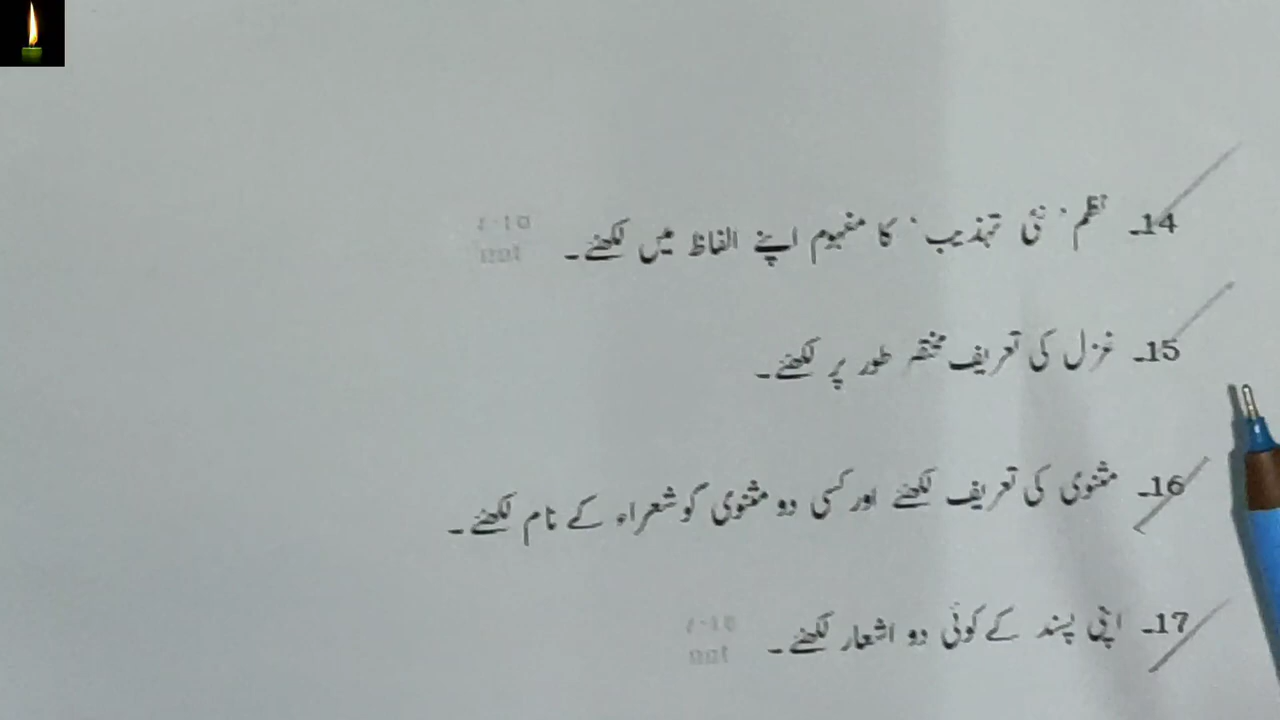 14۔ نظم ' نئی تہذیب ' کا مفہوم اپنے الفاظ میں لکھئے۔
15۔ غزل کی تعریف مختصر طور پر لکھئے۔
16۔ مثنوی کی تعریف لکھئے اور کسی دو مثنوی گو شعراء کے نام لکھئے۔
17۔ اپنی پسند کے کوئی دو اشعار لکھئے۔